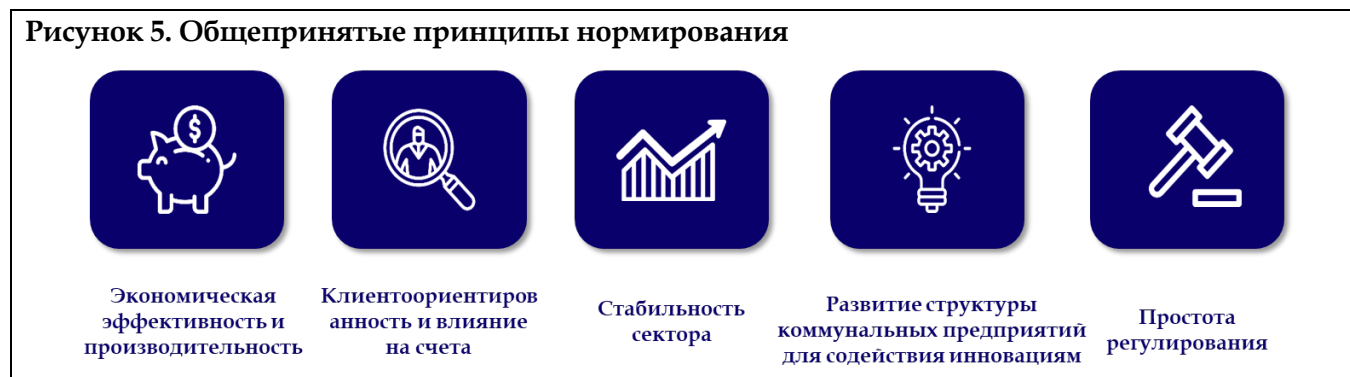 Рисунок 5. Общепринятые принципы нормирования
$
Экономическая
эффективность и
производительность
Клиентоориентиров
анность и влияние
на счета
Стабильность
сектора
Развитие структуры
коммунальных предприятий
для содействия инновациям
Простота
регулирования